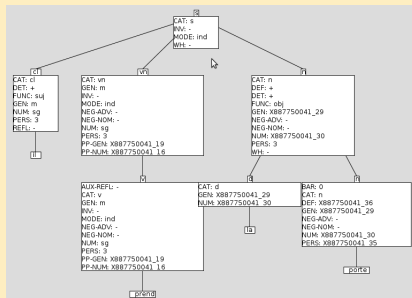 s
CAT: s
INV: -
MODE: ind
WH: -
cl
CAT: cl
DET: +
FUNC: suj
GEN: m
NUM: sg
PERS: 3
REFL: -
il
vn
CAT: vn
GEN: m
INV: -
MODE: ind
NEG-ADV: -
NEG-NOM: -
NUM: sg
PERS: 3
PP-GEN: X887750041_19
PP-NUM: X887750041_16
n
CAT: n
DEF: +
DET: +
FUNC: obj
GEN: X887750041_29
NEG-ADV: -
NEG-NOM: -
NUM: X887750041_30
PERS: 3
WH: -
v
AUX-REFL: -
CAT: v
GEN: m
INV: -
MODE: ind
NEG-ADV: -
NEG-NOM: -
NUM: sg
PERS: 3
PP-GEN: X887750041_19
PP-NUM: X887750041_16
prend
d
CAT: d
GEN: X887750041_29
NUM: X887750041_30
la
n
BAR: 0
CAT: n
DEF: X887750041_36
GEN: X887750041_29
NEG-ADV: -
NEG-NOM: -
NUM: X887750041_30
PERS: X887750041_35
porte